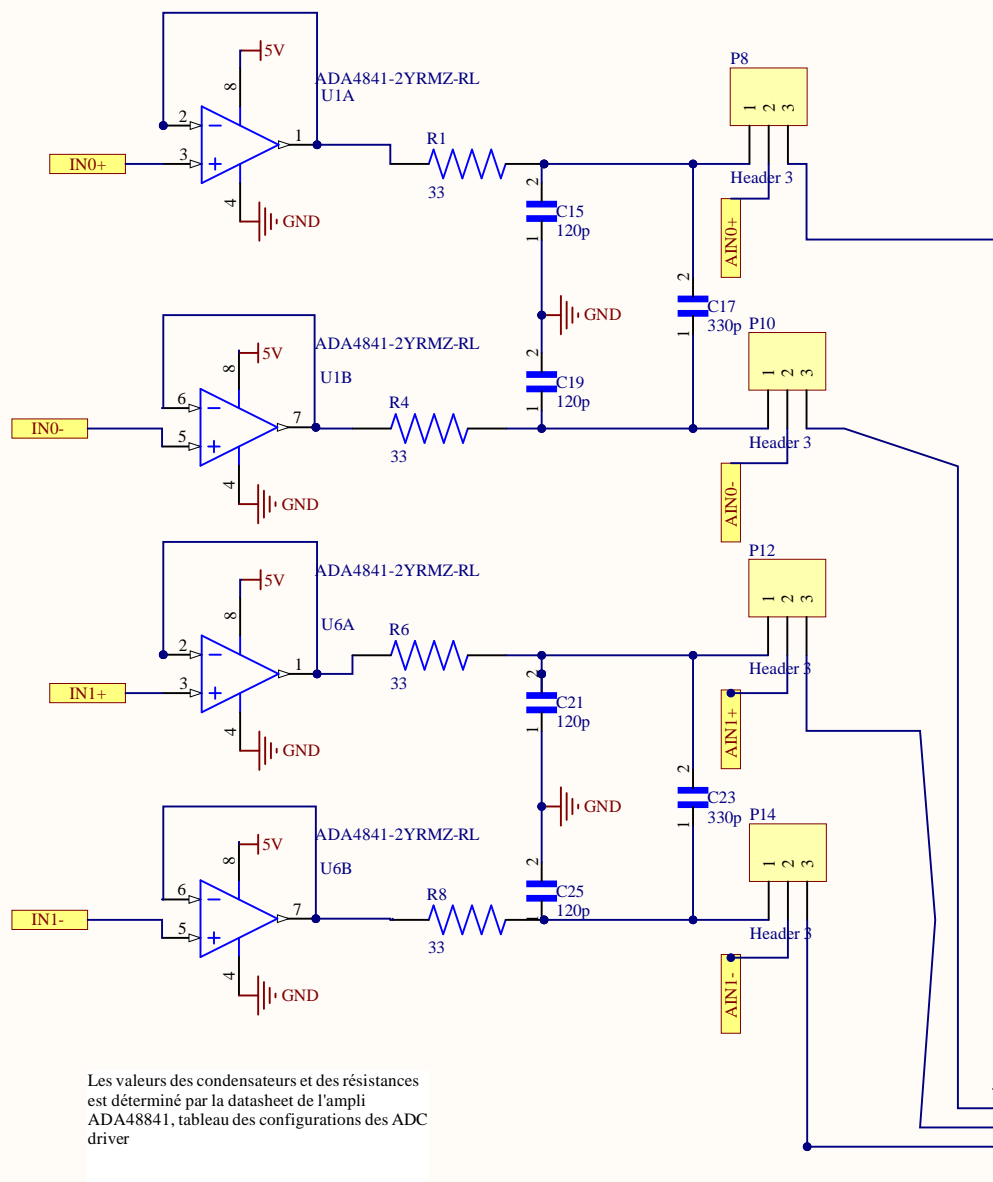 5V
ADA4841-2YRMZ-RL
U1A
8
2
1
3
4
IN0+
GND
R1
33
2
C15
120p
1
GND
2
C17
330p
1
P8
1 2 3
Header 3
AIN0+
5V
ADA4841-2YRMZ-RL
U1B
8
6
7
5
4
IN0-
GND
R4
33
2
C19
120p
1
P10
1 2 3
Header 3
AIN0-
5V
ADA4841-2YRMZ-RL
U6A
8
2
1
3
4
IN1+
GND
R6
33
2
C21
120p
1
GND
2
C23
330p
1
P12
1 2 3
Header 3
AIN1+
5V
ADA4841-2YRMZ-RL
U6B
8
6
7
5
4
IN1-
GND
R8
33
2
C25
120p
1
P14
1 2 3
Header 3
AIN1-
Les valeurs des condensateurs et des résistances
est déterminé par la datasheet de l'ampli
ADA48841, tableau des configurations des ADC
driver